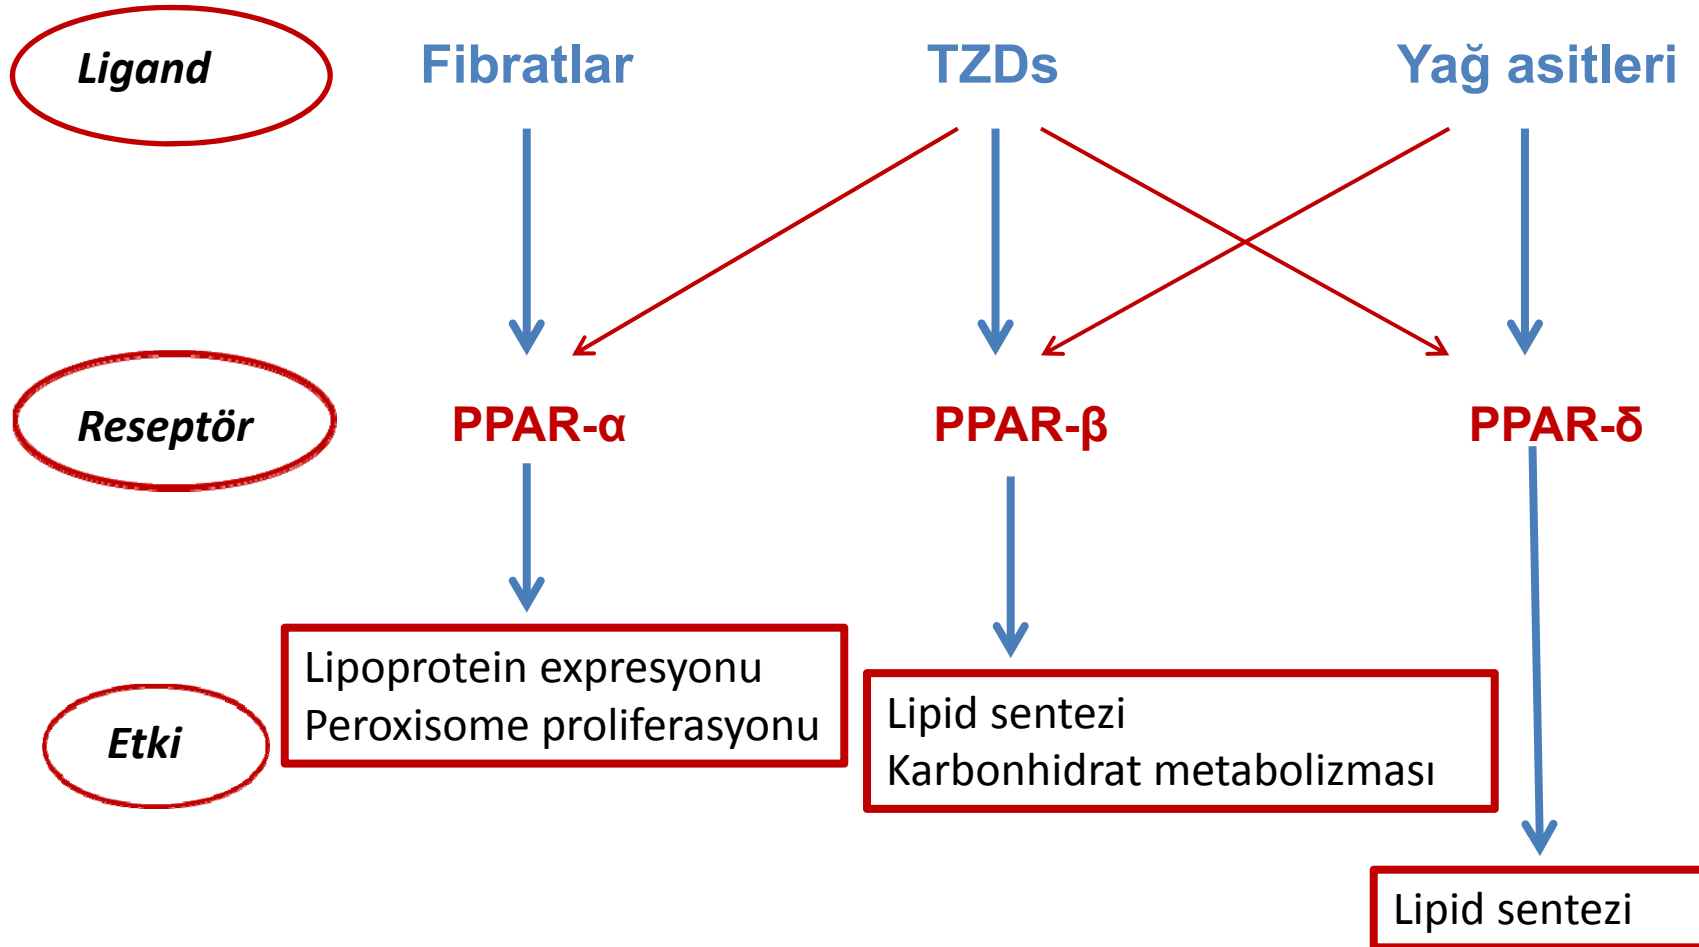 Ligand
Fibratlar
TZDs
Yağ asitleri
Reseptör
PPAR-α
PPAR-β
PPAR-δ
Etki
Lipoprotein expresyonu
Peroxisome proliferasyonu
Lipid sentezi
Karbonhidrat metabolizması
Lipid sentezi